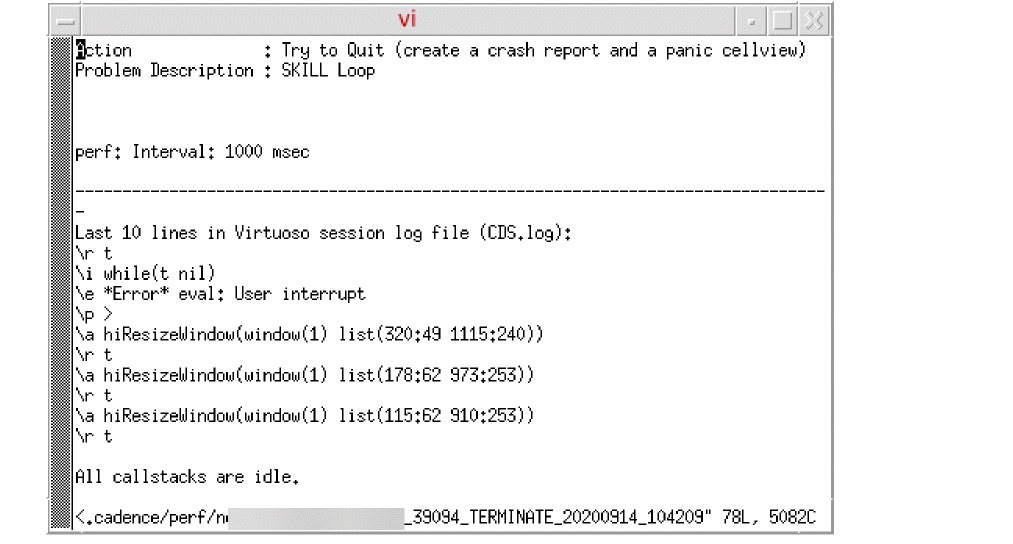 vi
Action : Try to Quit (create a crash report and a panic cellview)
Problem Description : SKILL Loop
perf: Interval: 1000 msec
--------------------------------------------------------------------------------
-
Last 10 lines in Virtuoso session log file (CDS.log):
\r t
\i while(t nil)
\e *Error* eval: User interrupt
\p >
\a hiResizeWindow(window(1) list(320:49 1115:240))
\r t
\a hiResizeWindow(window(1) list(178:62 973:253))
\r t
\a hiResizeWindow(window(1) list(115:62 910:253))
\r t
All callstacks are idle.
<.cadence/perf/n _39094_TERMINATE_20200914_104209" 78L, 5082C